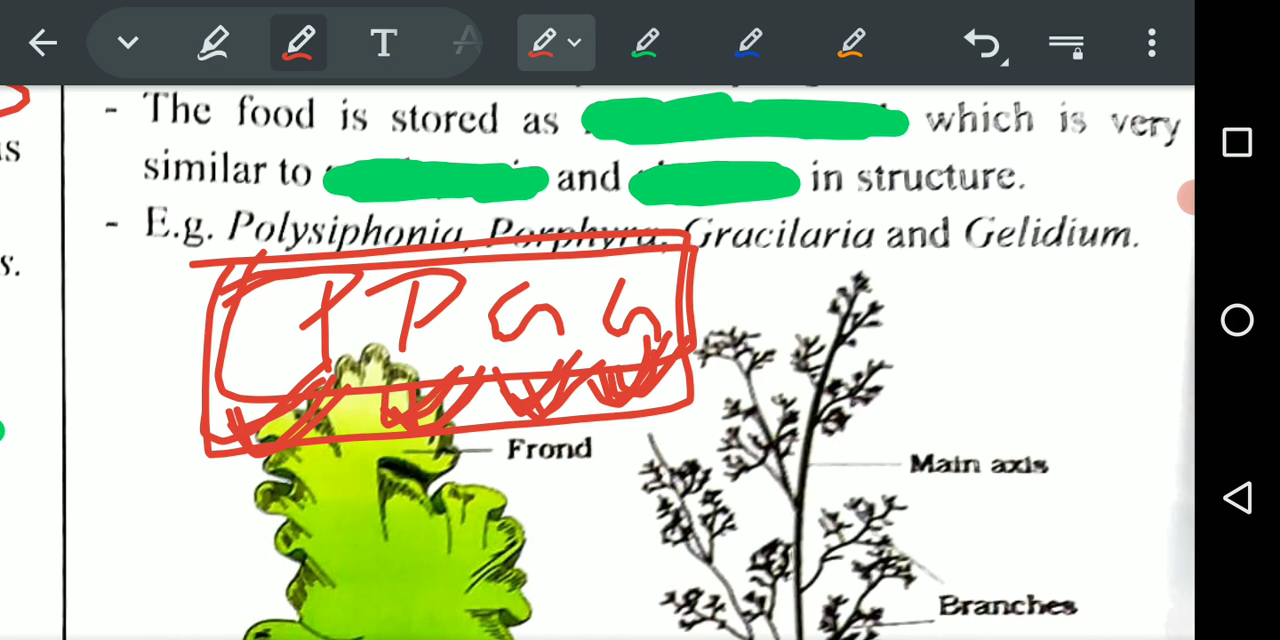 T A
- The food is stored as which is very
similar to and in structure.
- E.g. Polysiphonia, Porphyra, Gracilaria and Gelidium.
s
s.
P P G G
Frond
Main axis
Branches